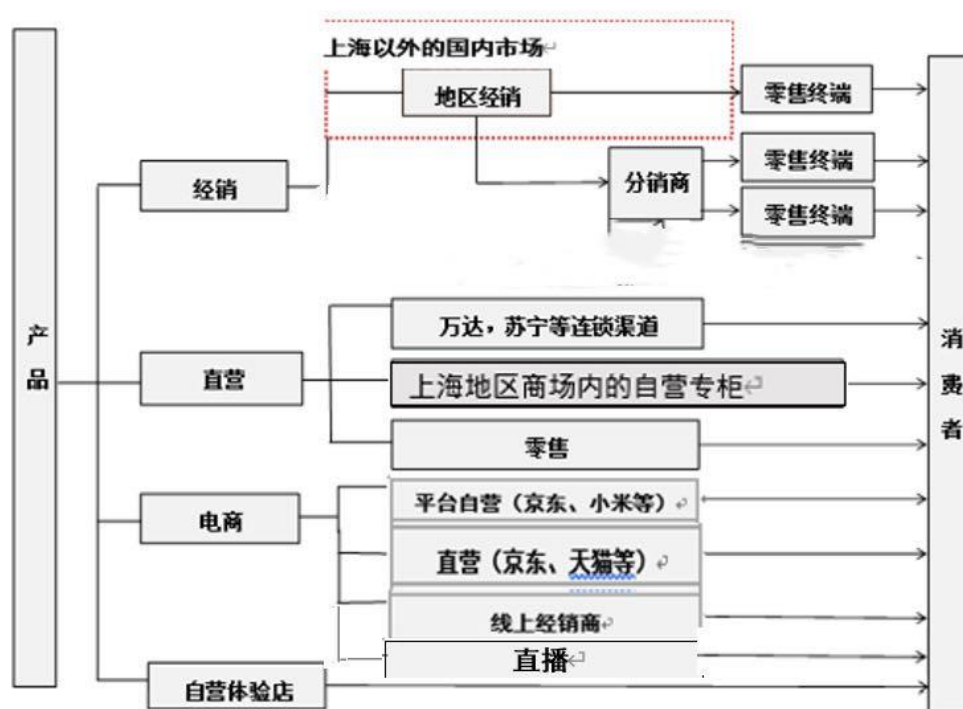 上海以外的国内市场
地区经销
零售终端
零售终端
经销
分销商
零售终端
产品
万达，苏宁等连锁渠道
消费者
直营
上海地区商场内的自营专柜
零售
平台自营（京东、小米等）
电商
直营（京东、天猫等）
线上经销商
直播
自营体验店